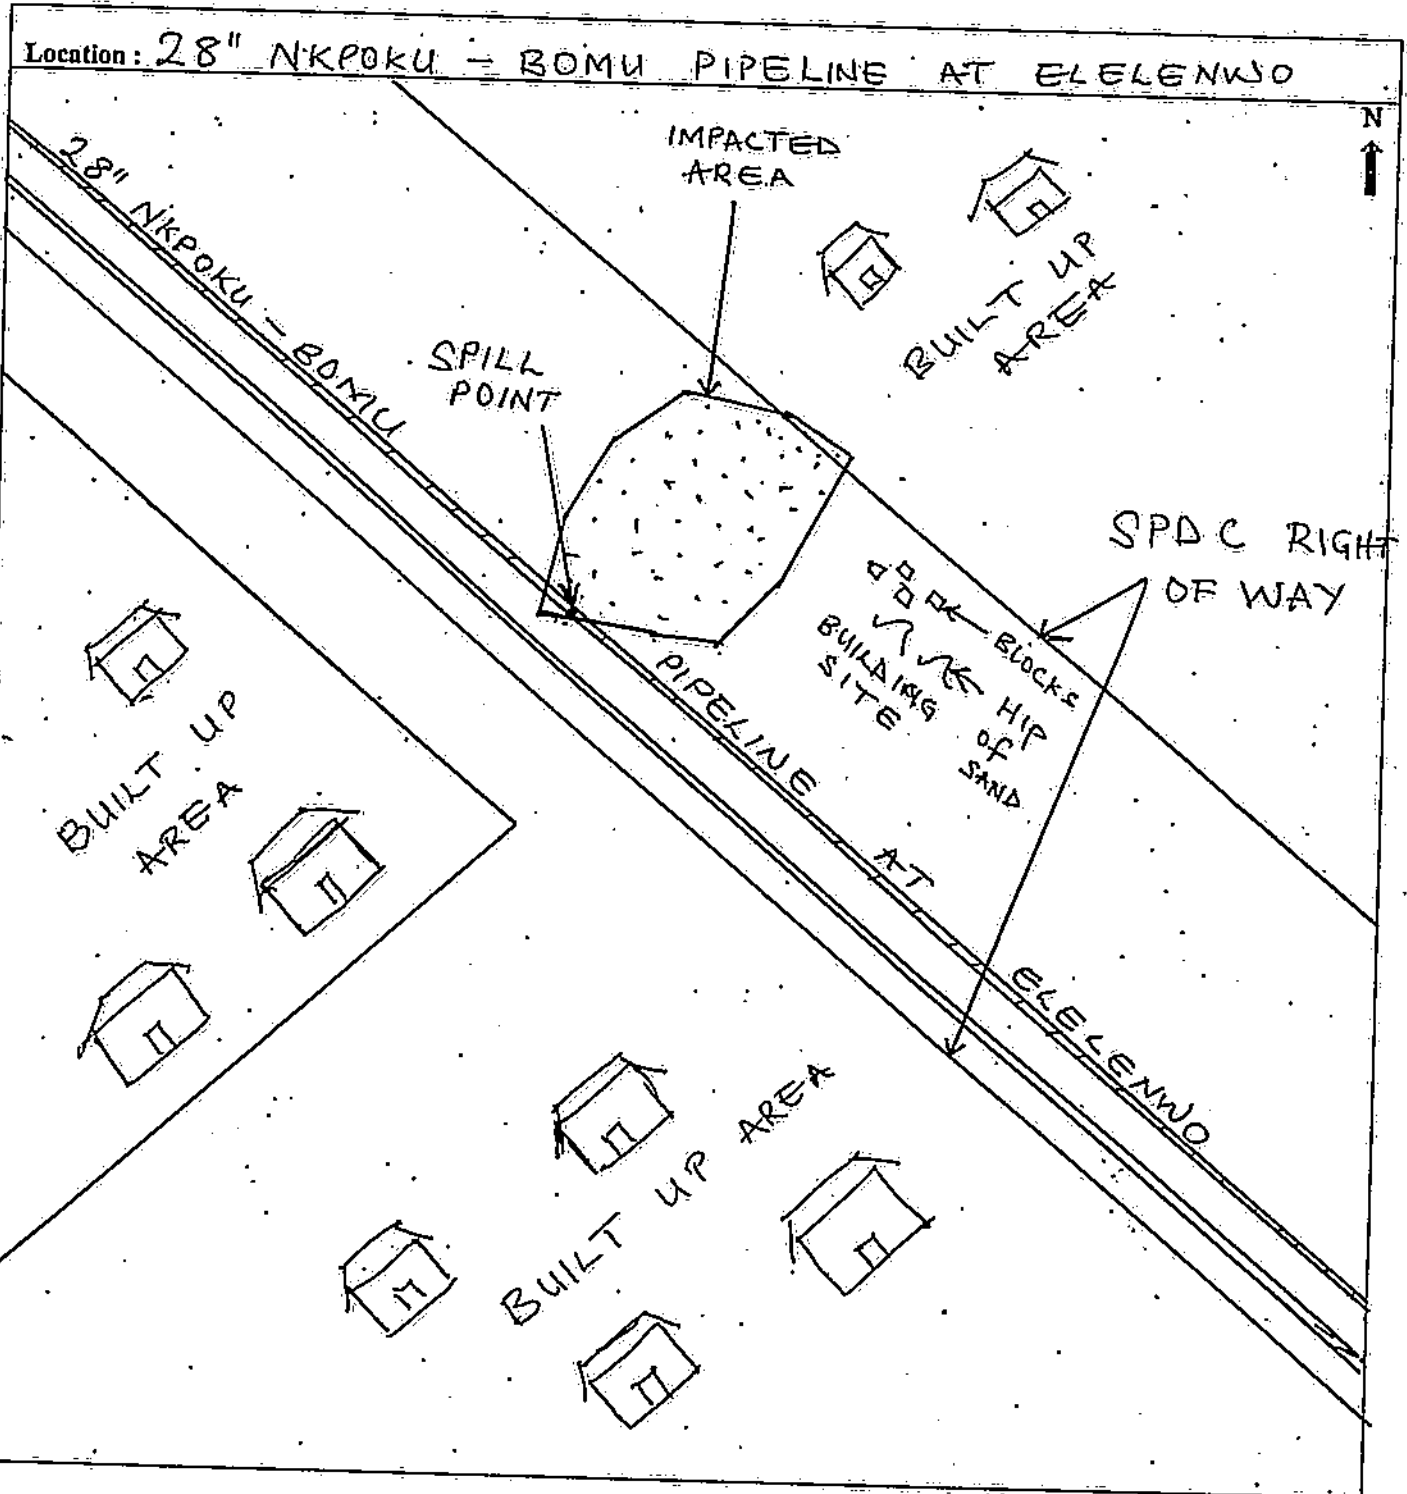 Location: 28" NKPOKU - BOMU PIPELINE AT ELELENWO
N
IMPACTED
AREA
28" NKPOKU - BOMU PIPELINE AT ELELENWO
BUILT UP
AREA
SPILL
POINT
SPDC RIGHT
OF WAY
BLOCKS
BUILDING
SITE
HIP
OF
SAND
BUILT UP
AREA
BUILT UP AREA